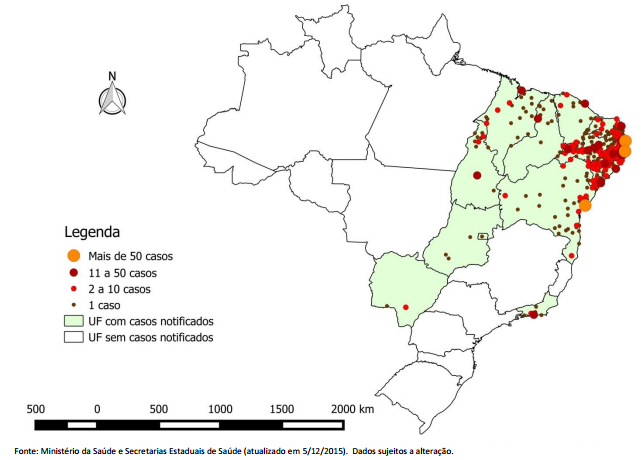 N
Legenda
Mais de 50 casos
11 a 50 casos
2 a 10 casos
1 caso
UF com casos notificados
UF sem casos notificados
500 0 500 1000 1500 2000 km
Fonte: Ministério da Saúde e Secretarias Estaduais de Saúde (atualizado em 5/12/2015). Dados sujeitos a alteração.